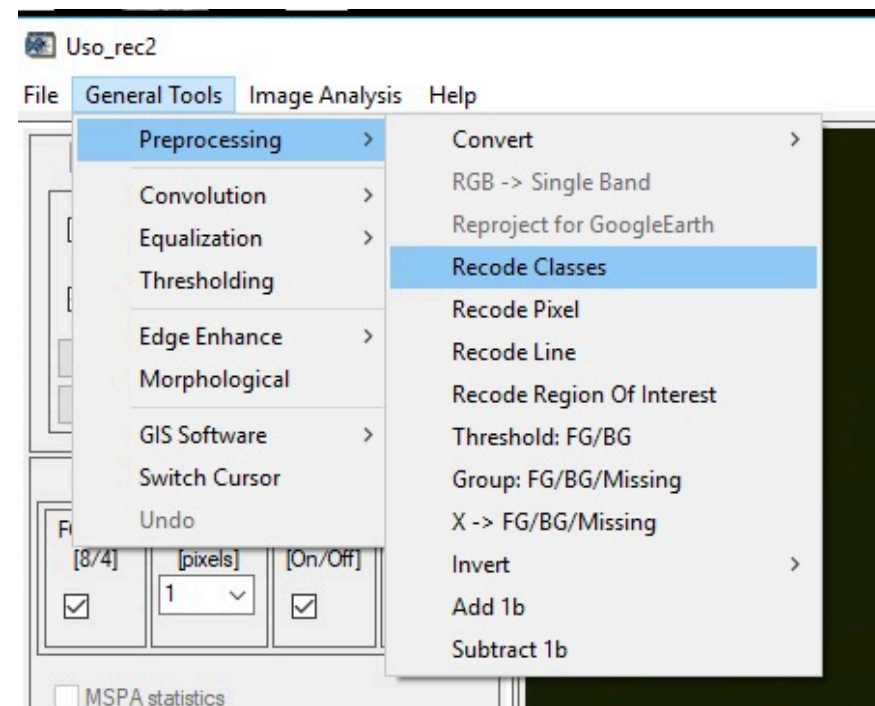 Uso_rec2
File General Tools Image Analysis Help
Preprocessing
Convolution
Equalization
Thresholding
Edge Enhance
Morphological
GIS Software
Switch Cursor
Undo
Convert
RGB -> Single Band
Reproject for GoogleEarth
Recode Classes
Recode Pixel
Recode Line
Recode Region Of Interest
Threshold: FG/BG
Group: FG/BG/Missing
X -> FG/BG/Missing
Invert
Add 1b
Subtract 1b
[8/4] [pixels] [On/Off]
1
MSPA statistics